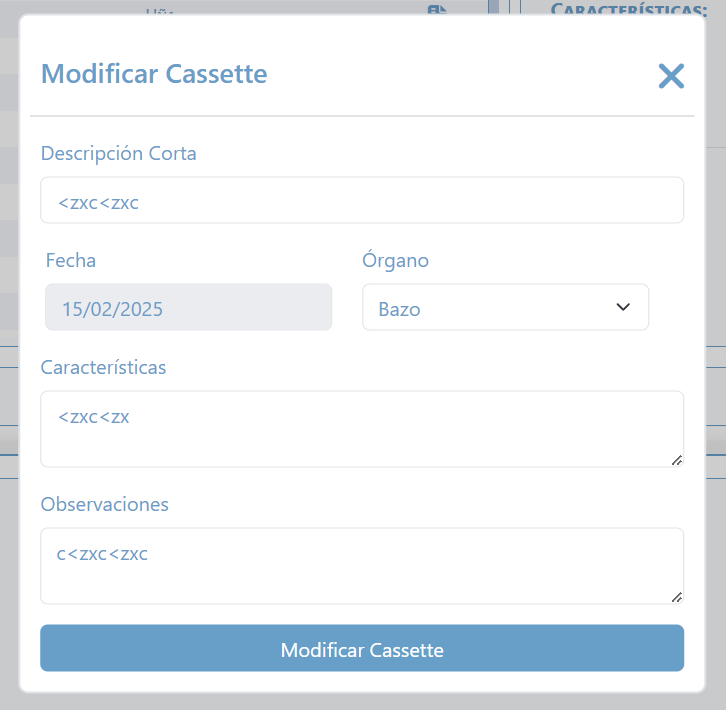 CARACTERÍSTICAS:
Modificar Cassette
Descripción Corta
<zxc<zxc
Fecha
Órgano
15/02/2025
Bazo
Características
<zxc<zx
Observaciones
c<zxc<zxc
Modificar Cassette